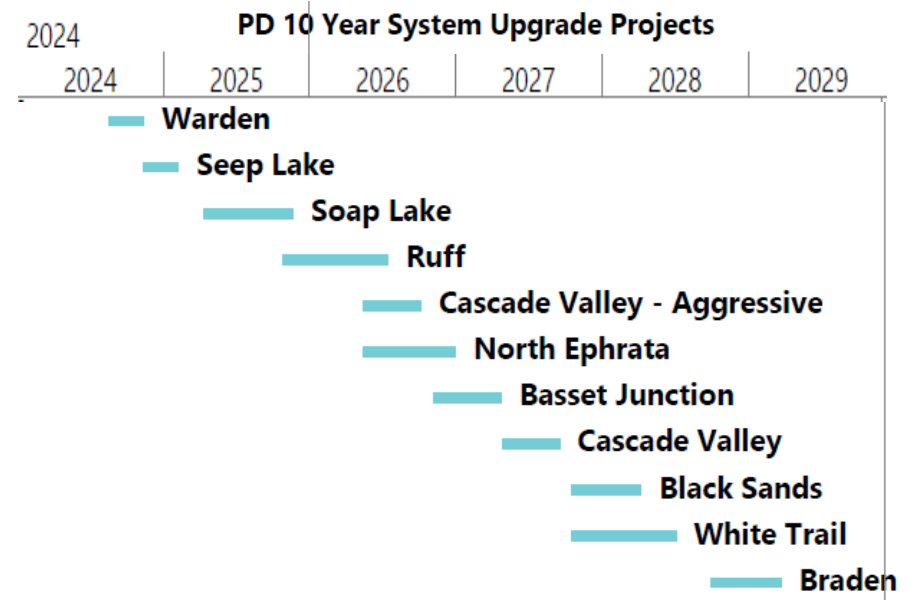 PD 10 Year System Upgrade Projects
2024
2024 2025 2026 2027 2028 2029
Warden
Seep Lake
Soap Lake
Ruff
Cascade Valley - Aggressive
North Ephrata
Basset Junction
Cascade Valley
Black Sands
White Trail
Braden